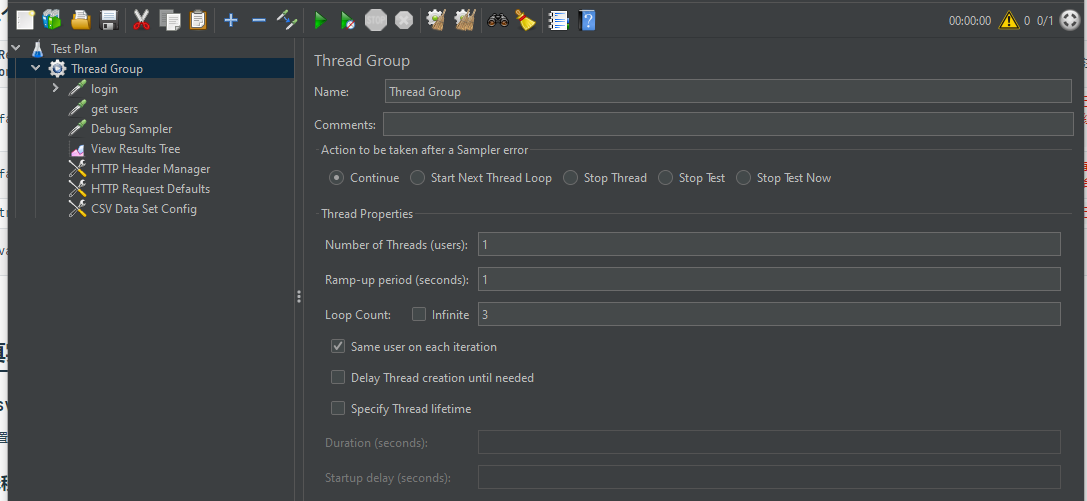 00:00:00 0 0/1
Test Plan
Thread Group
login
get users
Debug Sampler
View Results Tree
HTTP Header Manager
HTTP Request Defaults
CSV Data Set Config
Thread Group
Name: Thread Group
Comments:
Action to be taken after a Sampler error
Continue Start Next Thread Loop Stop Thread Stop Test Stop Test Now
Thread Properties
Number of Threads (users): 1
Ramp-up period (seconds): 1
Loop Count: Infinite 3
Same user on each iteration
Delay Thread creation until needed
Specify Thread lifetime
Duration (seconds):
Startup delay (seconds):